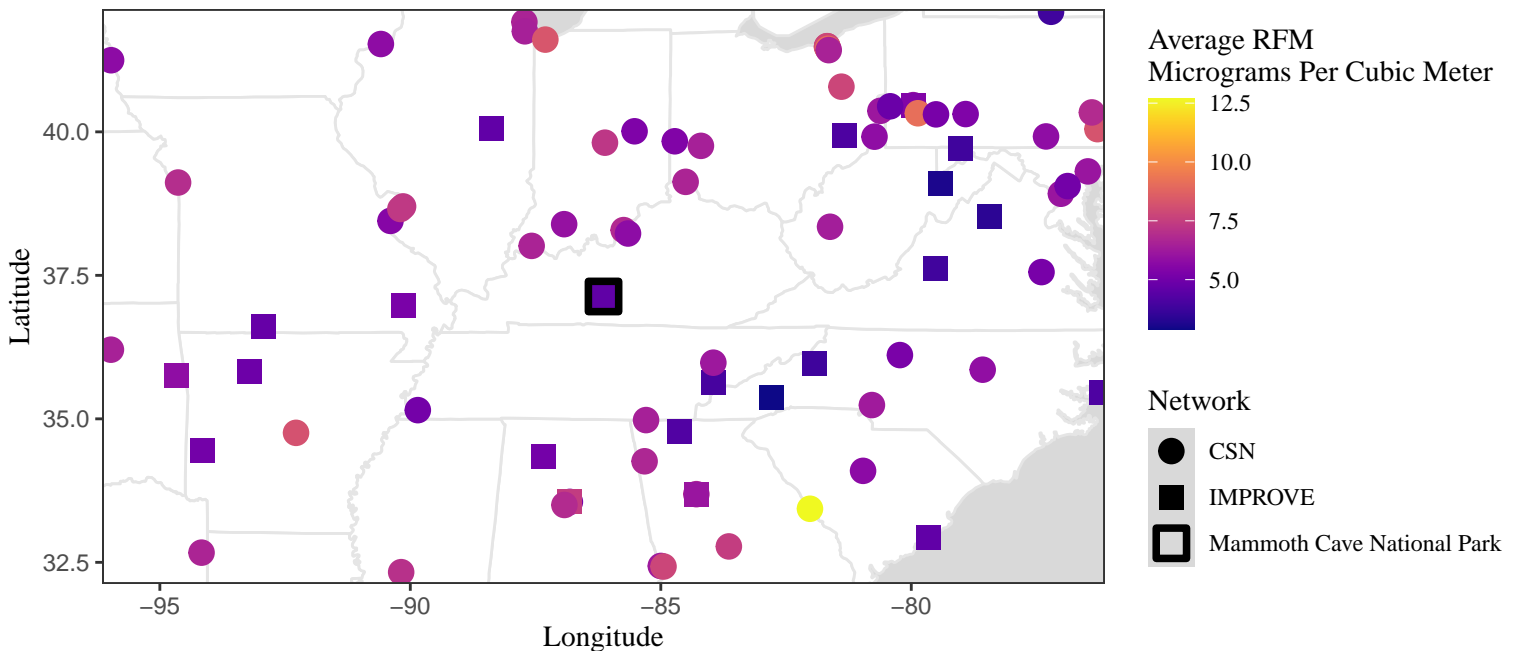 Average RFM
Micrograms Per Cubic Meter
12.5
10.0
7.5
5.0
Network
CSN
IMPROVE
Mammoth Cave National Park
Latitude
40.0
37.5
35.0
32.5
−95
−90
−85
−80
Longitude